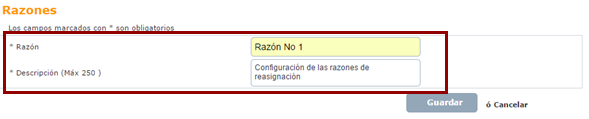 Razones
Los campos marcados con * son obligatorios
* Razón Razón No 1
* Descripción (Máx 250 ) Configuración de las razones de
reasignación
Guardar ó Cancelar